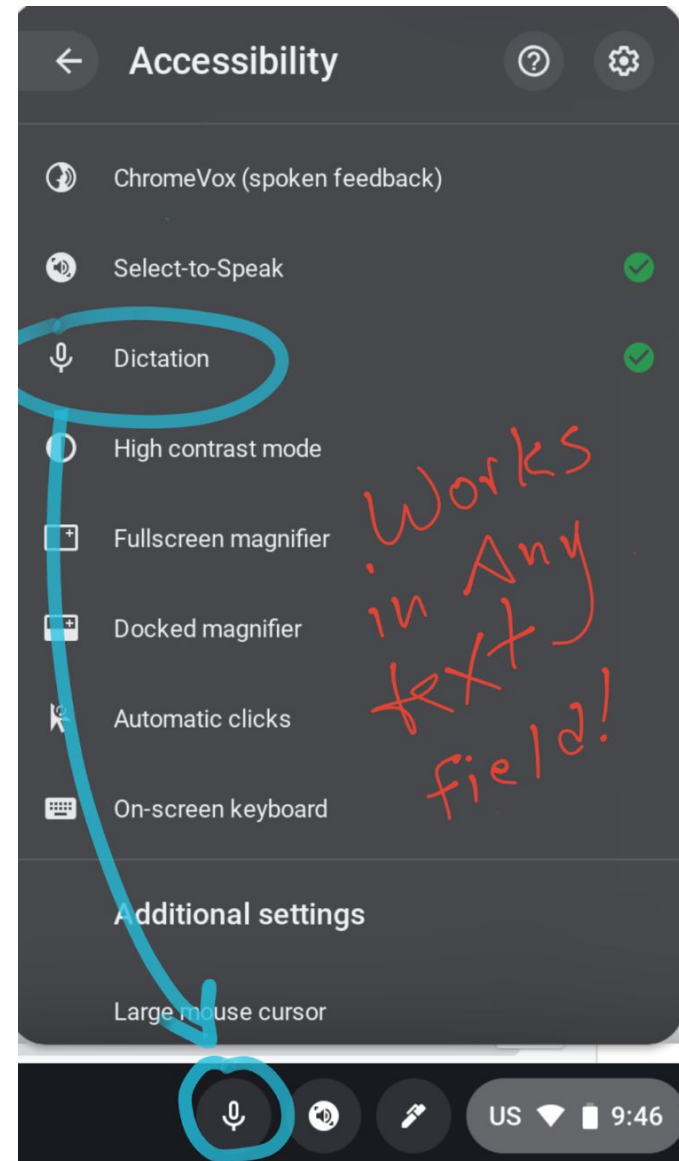 Accessibility
ChromeVox (spoken feedback)
Select-to-Speak
Dictation
High contrast mode
Fullscreen magnifier
Docked magnifier
Automatic clicks
On-screen keyboard
Works
in Any
text
field!
Additional settings
Large mouse cursor
US 9:46